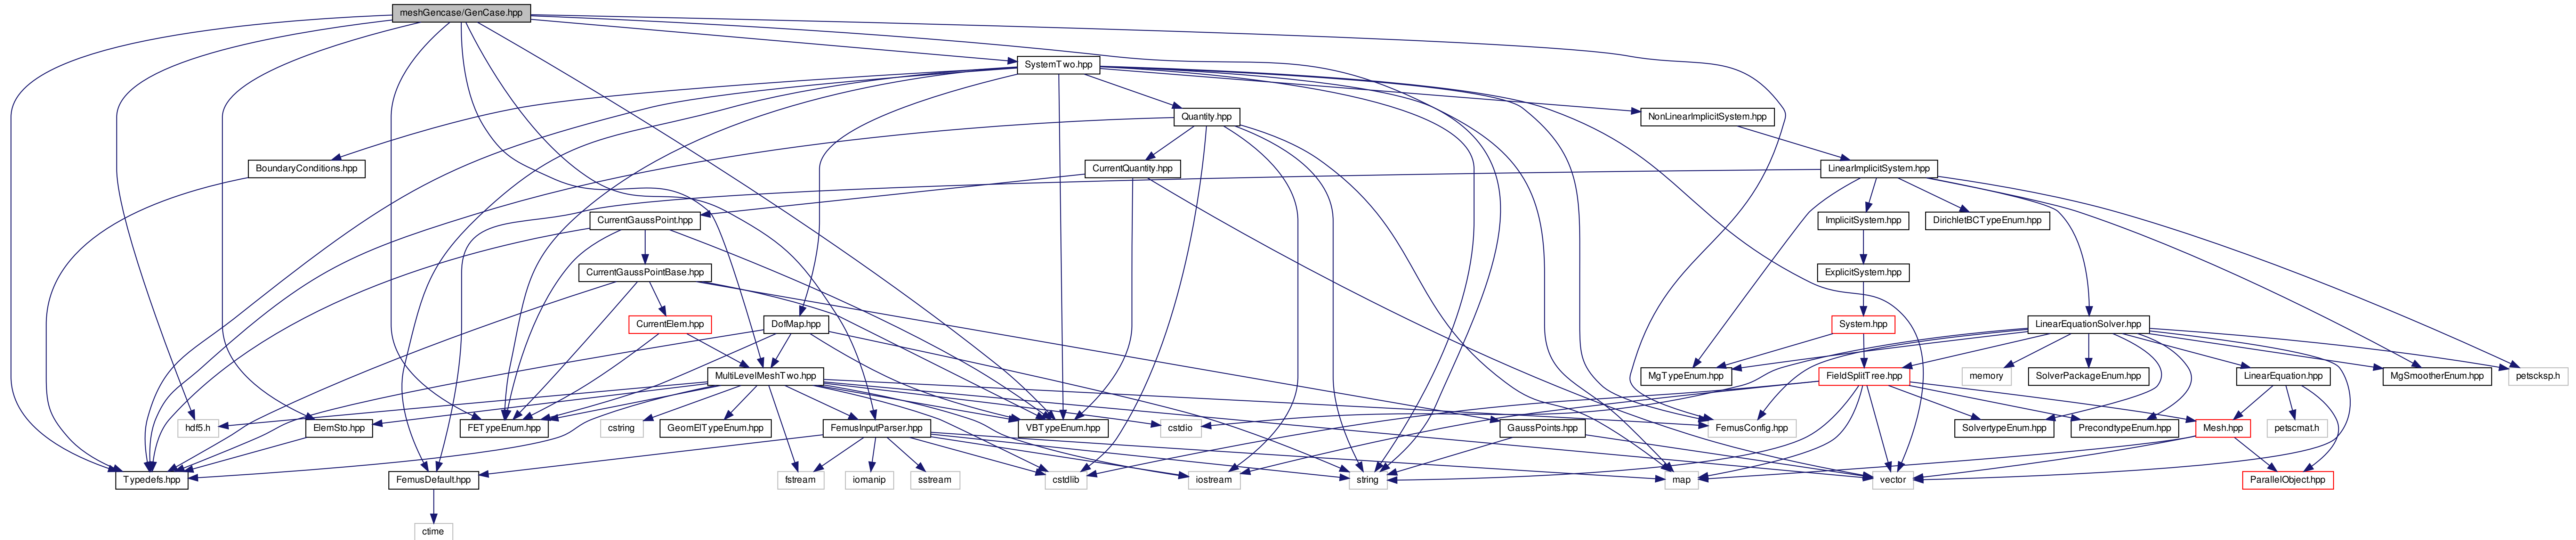 meshGencase/GenCase.hpp
SystemTwo.hpp
Quantity.hpp
NonLinearImplicitSystem.hpp
BoundaryConditions.hpp
CurrentQuantity.hpp
LinearImplicitSystem.hpp
CurrentGaussPoint.hpp
ImplicitSystem.hpp
DirichletBCTypeEnum.hpp
CurrentGaussPointBase.hpp
ExplicitSystem.hpp
CurrentElem.hpp
DofMap.hpp
System.hpp
LinearEquationSolver.hpp
MultiLevelMeshTwo.hpp
MgTypeEnum.hpp
FieldSplitTree.hpp
memory
SolverPackageEnum.hpp
LinearEquation.hpp
MgSmootherEnum.hpp
petscksp.h
hdf5.h
ElemSto.hpp
FETypeEnum.hpp
cstring
GeomElTypeEnum.hpp
FemusInputParser.hpp
VBTypeEnum.hpp
cstdio
GaussPoints.hpp
FemusConfig.hpp
SolvertypeEnum.hpp
PrecondtypeEnum.hpp
Mesh.hpp
petscmat.h
Typedefs.hpp
FemusDefault.hpp
fstream
iomanip
sstream
cstdlib
iostream
string
map
vector
ParallelObject.hpp
ctime